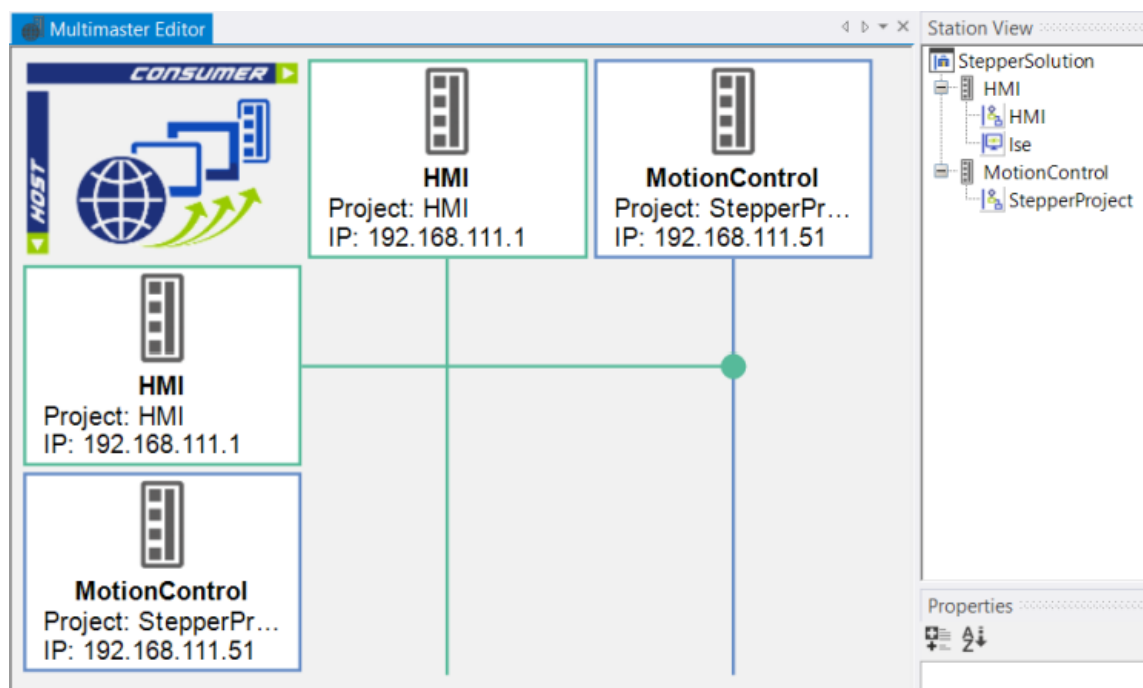 Multimaster Editor
CONSUMER
HOST
HMI
Project: HMI
IP: 192.168.111.1
MotionControl
Project: StepperPr...
IP: 192.168.111.51
HMI
Project: HMI
IP: 192.168.111.1
MotionControl
Project: StepperPr...
IP: 192.168.111.51
Station View
StepperSolution
HMI
HMI
lse
MotionControl
StepperProject
Properties